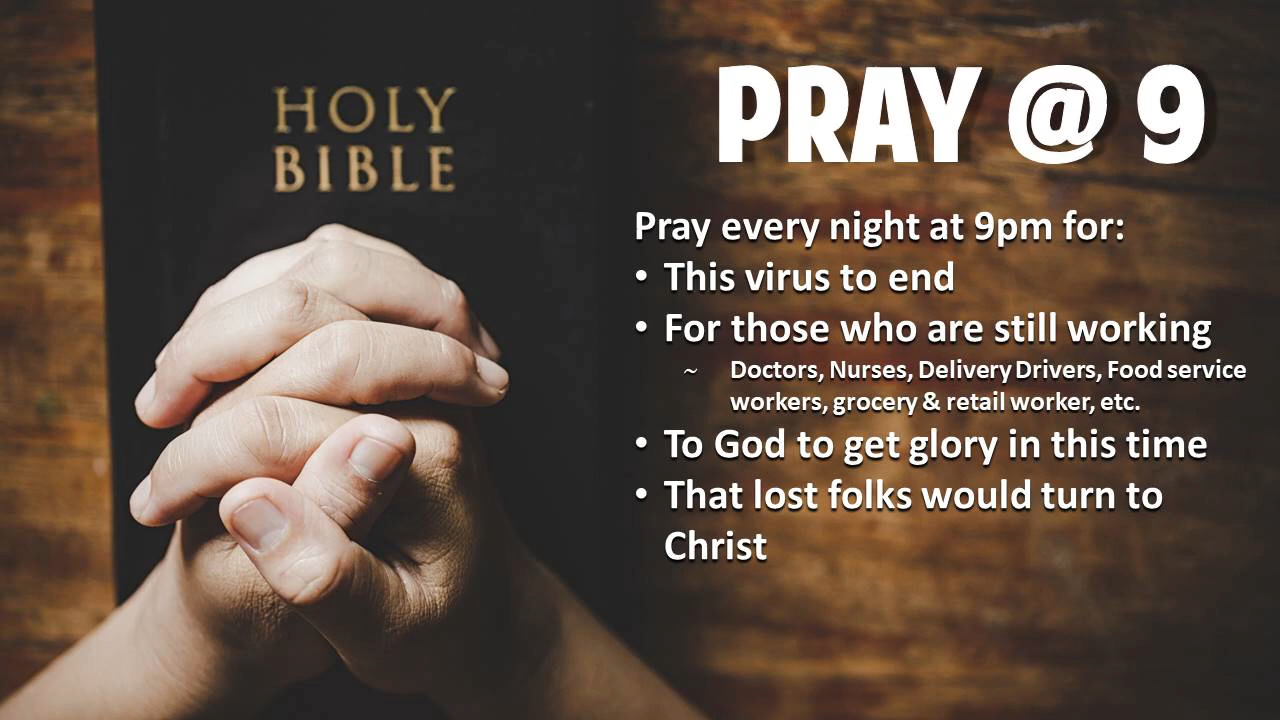 HOLY
BIBLE
PRAY @ 9
Pray every night at 9pm for:
• This virus to end
• For those who are still working
~ Doctors, Nurses, Delivery Drivers, Food service
workers, grocery & retail worker, etc.
• To God to get glory in this time
• That lost folks would turn to
Christ